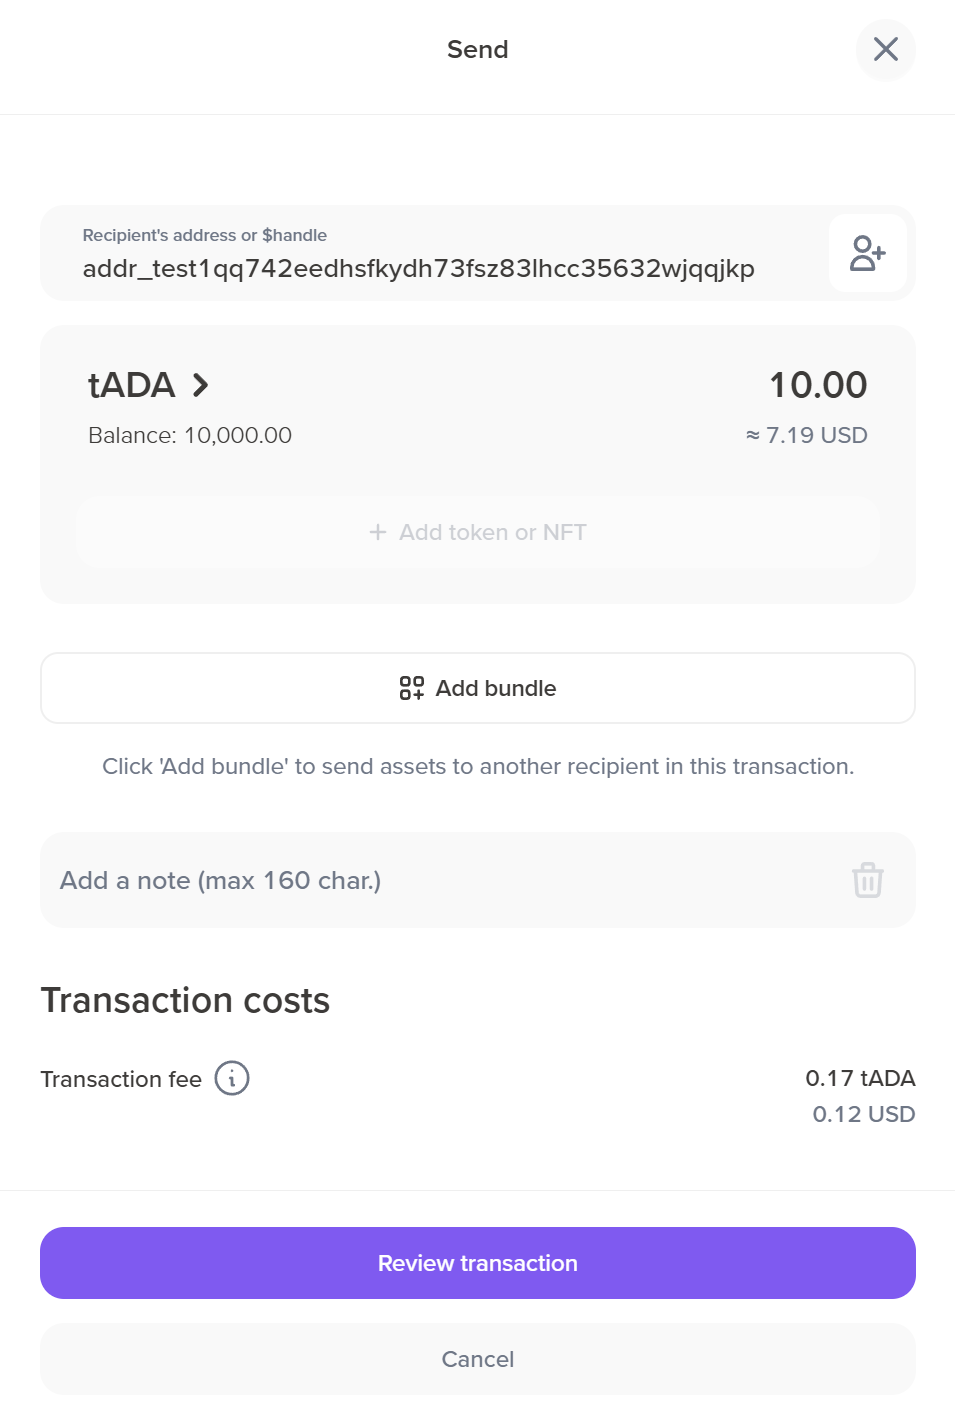 Send
Recipient's address or $handle
addr_test1qq742eedhsfkydh73fsz83lhcc35632wjqqjkp
tADA
10.00
Balance: 10,000.00
≈ 7.19 USD
+ Add token or NFT
Add bundle
Click 'Add bundle' to send assets to another recipient in this transaction.
Add a note (max 160 char.)
Transaction costs
Transaction fee
0.17 tADA
0.12 USD
Review transaction
Cancel